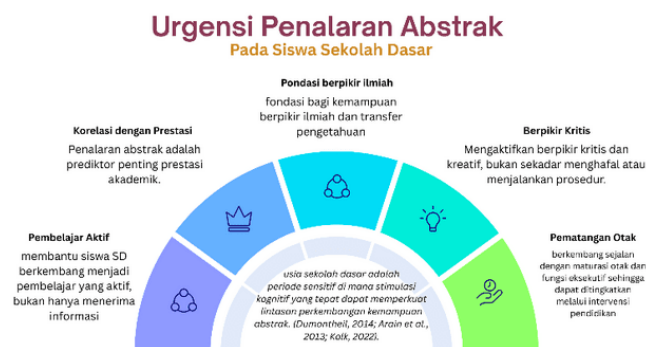 Urgensi Penalaran Abstrak
Pada Siswa Sekolah Dasar
Pondasi berpikir ilmiah
fondasi bagi kemampuan
berpikir ilmiah dan transfer
pengetahuan
Korelasi dengan Prestasi
Penalaran abstrak adalah
prediktor penting prestasi
akademik.
Berpikir Kritis
Mengaktifkan berpikir kritis dan
kreatif, bukan sekadar menghafal atau
menjalankan prosedur.
Pembelajar Aktif
membantu siswa SD
berkembang menjadi
pembelajar yang aktif,
bukan hanya menerima
informasi
Pematangan Otak
berkembang sejalan
dengan maturasi otak dan
fungsi eksekutif sehingga
dapat ditingkatkan
melalui intervensi
pendidikan
usia sekolah dasar adalah
periode sensitif di mana stimulasi
kognitif yang tepat dapat memperkuat
lintasan perkembangan kemampuan
abstrak. (Dumontheil, 2014; Arain et al.,
2013; Kolk, 2022).